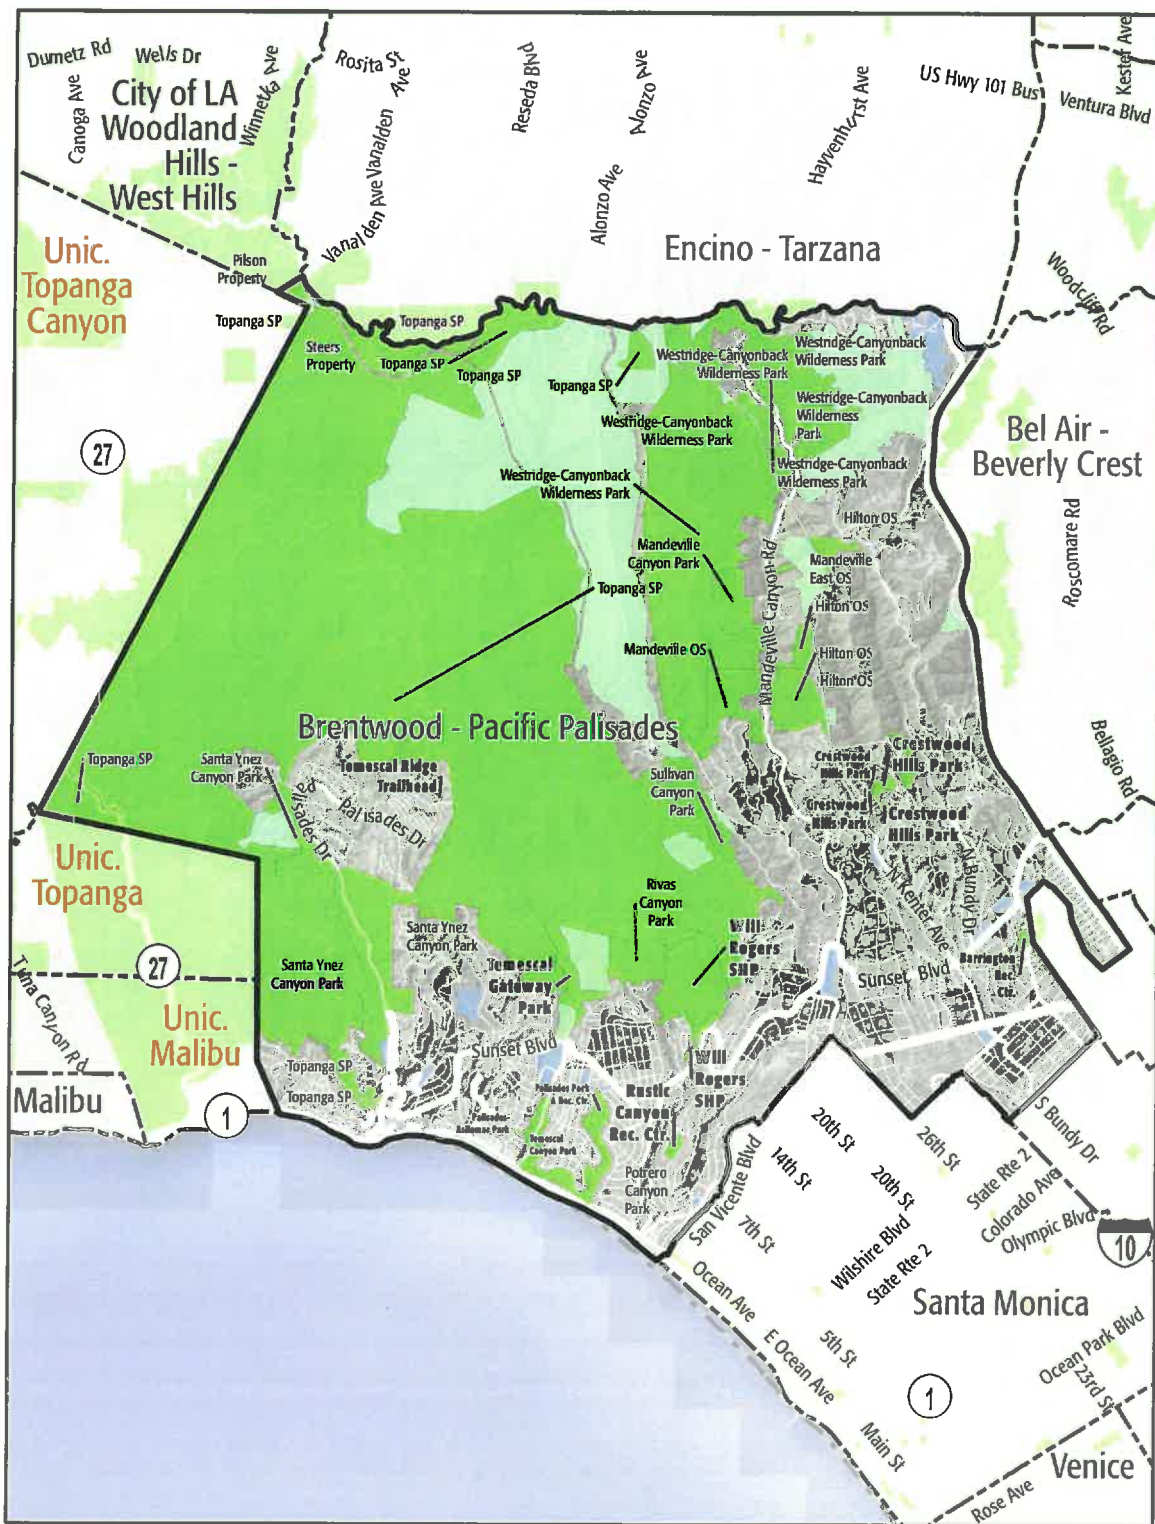 Dumetz Rd
Wells Dr
Canoga Ave
Winnetka Ave
Rosita St
Vanalden Ave
Vanalden Ave
Reseda Blvd
Alonzo Ave
Alonzo Ave
Hayvenhurst Ave
US Hwy 101 Bus
Kester Ave
Ventura Blvd
City of LA
Woodland
Hills -
West Hills
Encino - Tarzana
Woodcliff Rd
Unic.
Topanga
Canyon
Pilson
Property
Topanga SP
Topanga SP
Steers
Property
Topanga SP
Topanga SP
Topanga SP
Westridge-Canyonback
Wilderness Park
Westridge-Canyonback
Wilderness Park
Westridge-Canyonback
Wilderness
Park
Westridge-Canyonback
Wilderness Park
Westridge-Canyonback
Wilderness Park
Westridge-Canyonback
Wilderness Park
Bel Air -
Beverly Crest
27
Hilton OS
Roscomare Rd
Mandeville
Canyon Park
Mandeville Canyon Rd
Mandeville
East OS
Topanga SP
Hilton OS
Mandeville OS
Hilton OS
Hilton OS
Brentwood - Pacific Palisades
Bellagio Rd
Topanga SP
Santa Ynez
Canyon Park
Temescal Ridge
Trailhead
Palisades Dr
Palisades Dr
Sullivan
Canyon
Park
Crestwood
Hills Park
Crestwood
Hills Park
Crestwood
Hills Park
Crestwood
Hills Park
Unic.
Topanga
N Kenter Ave
N Bundy Dr
Rivas
Canyon
Park
Will
Rogers
SHP
Santa Ynez
Canyon Park
27
Tuna Canyon Rd
Santa Ynez
Canyon Park
Temescal
Gateway
Park
Sunset Blvd
Barrington
Rec.
Ctr.
Unic.
Malibu
Sunset Blvd
Topanga SP
Topanga SP
Will
Rogers
SHP
Malibu
1
Palisades Park
& Rec. Ctr.
Rustic
Canyon
Rec. Ctr.
Palisades-
Asilomar Park
Temescal
Canyon Park
Potrero
Canyon
Park
San Vicente Blvd
20th St
14th St
26th St
20th St
7th St
S Bundy Dr
State Rte 2
Colorado Ave
Olympic Blvd
10
Wilshire Blvd
State Rte 2
Ocean Ave
Santa Monica
E Ocean Ave
5th St
Ocean Park Blvd
23rd St
1
Main St
Venice
Rose Ave